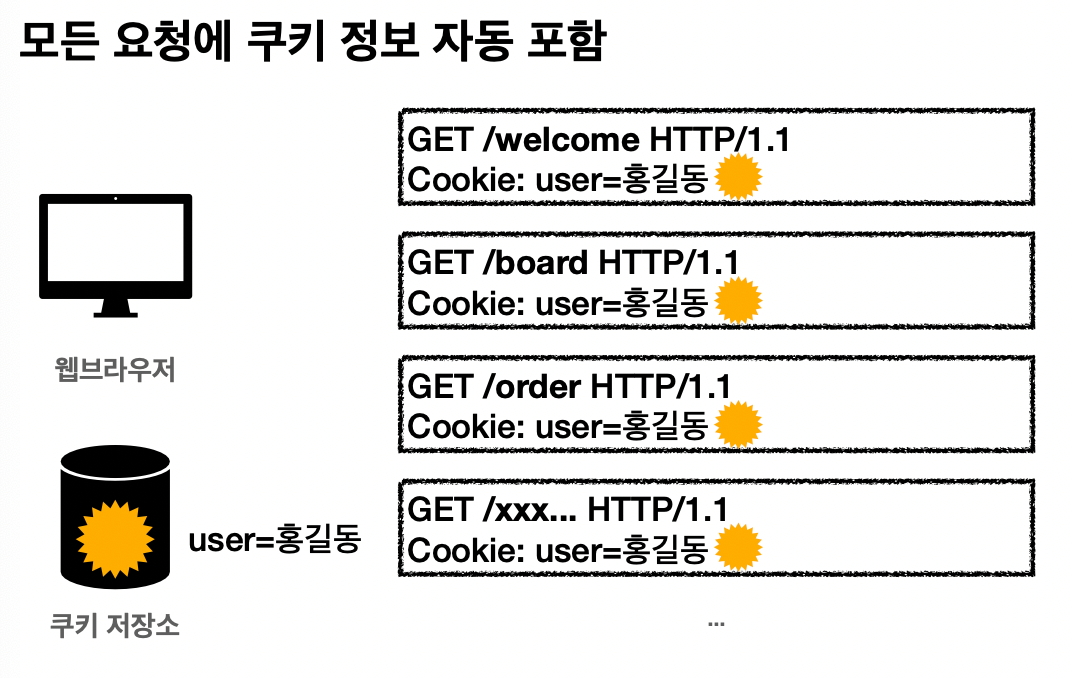 모든 요청에 쿠키 정보 자동 포함
GET /welcome HTTP/1.1
Cookie: user=홍길동
GET /board HTTP/1.1
Cookie: user=홍길동
웹브라우저
GET /order HTTP/1.1
Cookie: user=홍길동
GET /xxx... HTTP/1.1
Cookie: user=홍길동
user=홍길동
쿠키 저장소
...